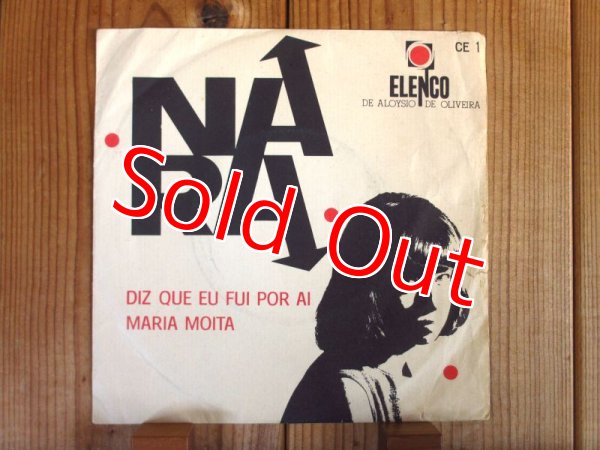 NA
RA
CE 1
ELENCO
DE ALOYSIO DE OLIVEIRA
Sold Out
DIZ QUE EU FUI POR AI
MARIA MOITA